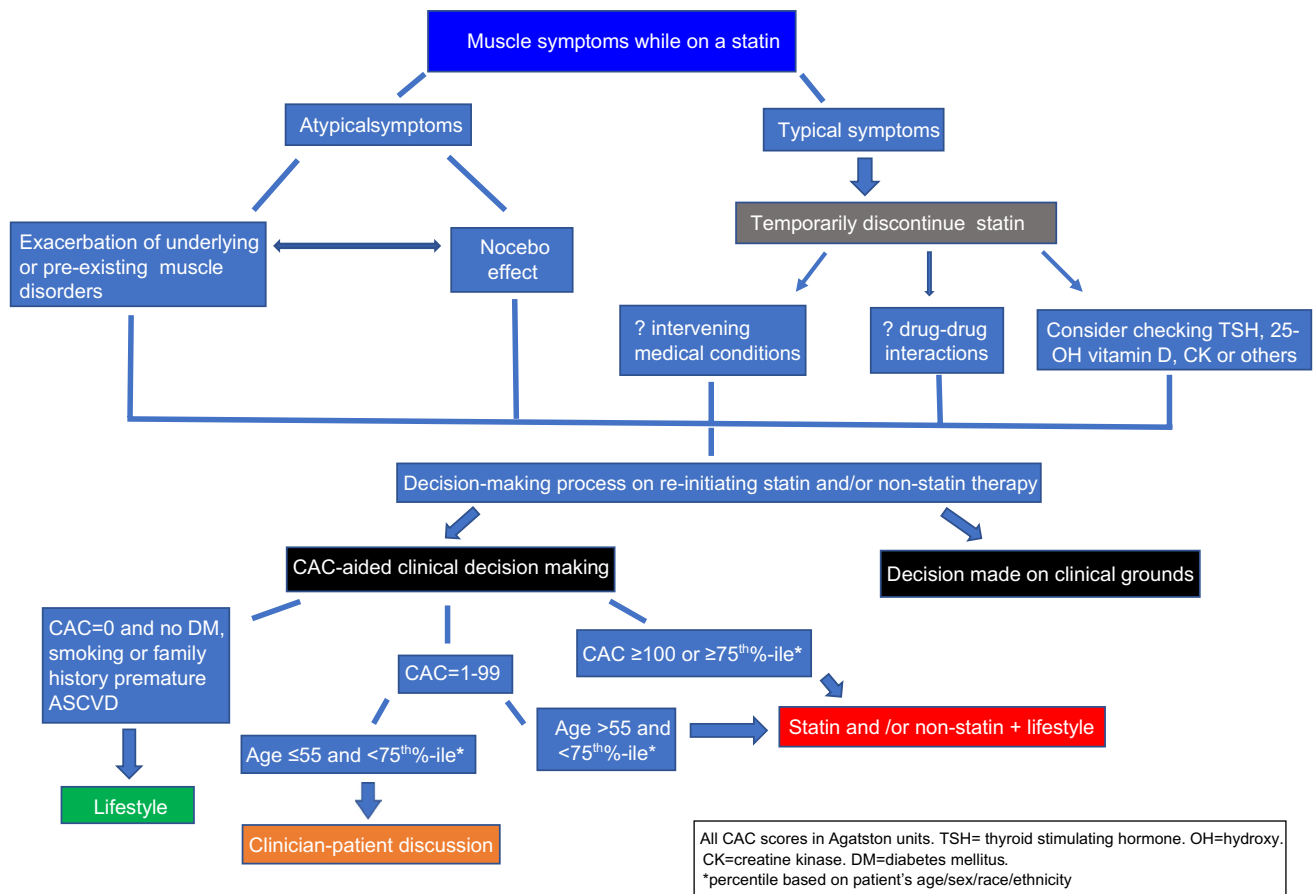 Muscle symptoms while on a statin
Atypicalsymptoms
Typical symptoms
Exacerbation of underlying
or pre-existing muscle
disorders
Nocebo
effect
Temporarily discontinue statin
? intervening
medical conditions
? drug-drug
interactions
Consider checking TSH, 25-
OH vitamin D, CK or others
Decision-making process on re-initiating statin and/or non-statin therapy
CAC-aided clinical decision making
Decision made on clinical grounds
CAC=0 and no DM,
smoking or family
history premature
ASCVD
CAC=1-99
CAC ≥100 or ≥75th%-ile*
Age ≤55 and <75th%-ile*
Age >55 and
<75th%-ile*
Statin and /or non-statin + lifestyle
Lifestyle
Clinician-patient discussion
All CAC scores in Agatston units. TSH= thyroid stimulating hormone. OH=hydroxy.
CK=creatine kinase. DM=diabetes mellitus.
*percentile based on patient's age/sex/race/ethnicity